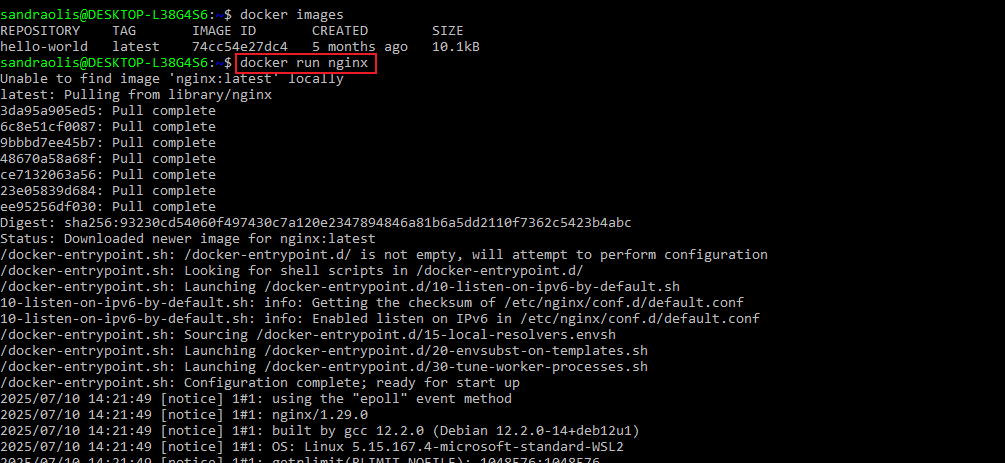 sandraolis@DESKTOP-L38G4S6:~$ docker images
REPOSITORY    TAG       IMAGE ID       CREATED        SIZE
hello-world   latest    74cc54e27dc4   5 months ago   10.1kB
sandraolis@DESKTOP-L38G4S6:~$ docker run nginx
Unable to find image 'nginx:latest' locally
latest: Pulling from library/nginx
3da95a905ed5: Pull complete
6c8e51cf0087: Pull complete
9bbbd7ee45b7: Pull complete
48670a58a68f: Pull complete
ce7132063a56: Pull complete
23e05839d684: Pull complete
ee95256df030: Pull complete
Digest: sha256:93230cd54060f497430c7a120e2347894846a81b6a5dd2110f7362c5423b4abc
Status: Downloaded newer image for nginx:latest
/docker-entrypoint.sh: /docker-entrypoint.d/ is not empty, will attempt to perform configuration
/docker-entrypoint.sh: Looking for shell scripts in /docker-entrypoint.d/
/docker-entrypoint.sh: Launching /docker-entrypoint.d/10-listen-on-ipv6-by-default.sh
10-listen-on-ipv6-by-default.sh: info: Getting the checksum of /etc/nginx/conf.d/default.conf
10-listen-on-ipv6-by-default.sh: info: Enabled listen on IPv6 in /etc/nginx/conf.d/default.conf
/docker-entrypoint.sh: Sourcing /docker-entrypoint.d/15-local-resolvers.envsh
/docker-entrypoint.sh: Launching /docker-entrypoint.d/20-envsubst-on-templates.sh
/docker-entrypoint.sh: Launching /docker-entrypoint.d/30-tune-worker-processes.sh
/docker-entrypoint.sh: Configuration complete; ready for start up
2025/07/10 14:21:49 [notice] 1#1: using the "epoll" event method
2025/07/10 14:21:49 [notice] 1#1: nginx/1.29.0
2025/07/10 14:21:49 [notice] 1#1: built by gcc 12.2.0 (Debian 12.2.0-14+deb12u1)
2025/07/10 14:21:49 [notice] 1#1: OS: Linux 5.15.167.4-microsoft-standard-WSL2
2025/07/10 14:21:49 [notice] 1#1: getrlimit(RLIMIT_NOFILE): 1048576:1048576